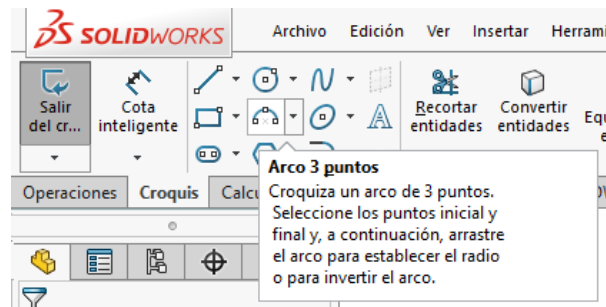 SOLIDWORKS
Archivo Edición Ver Insertar
Salir del cr...
Cota inteligente
Recortar entidades
Convertir entidades
Operaciones Croquis
Arco 3 puntos
Croquiza un arco de 3 puntos.
Seleccione los puntos inicial y
final y, a continuación, arrastre
el arco para establecer el radio
o para invertir el arco.